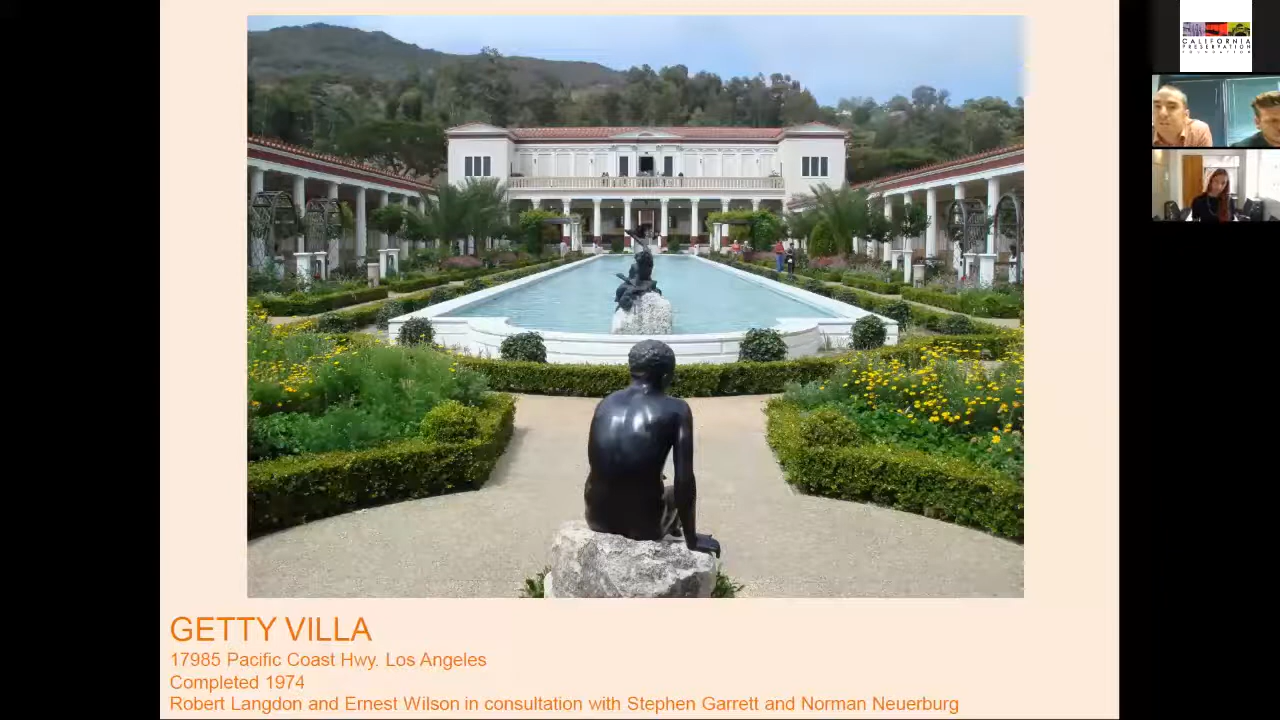 CALIFORNIA
PRESERVATION
FOUNDATION
GETTY VILLA
17985 Pacific Coast Hwy. Los Angeles
Completed 1974
Robert Langdon and Ernest Wilson in consultation with Stephen Garrett and Norman Neuerburg